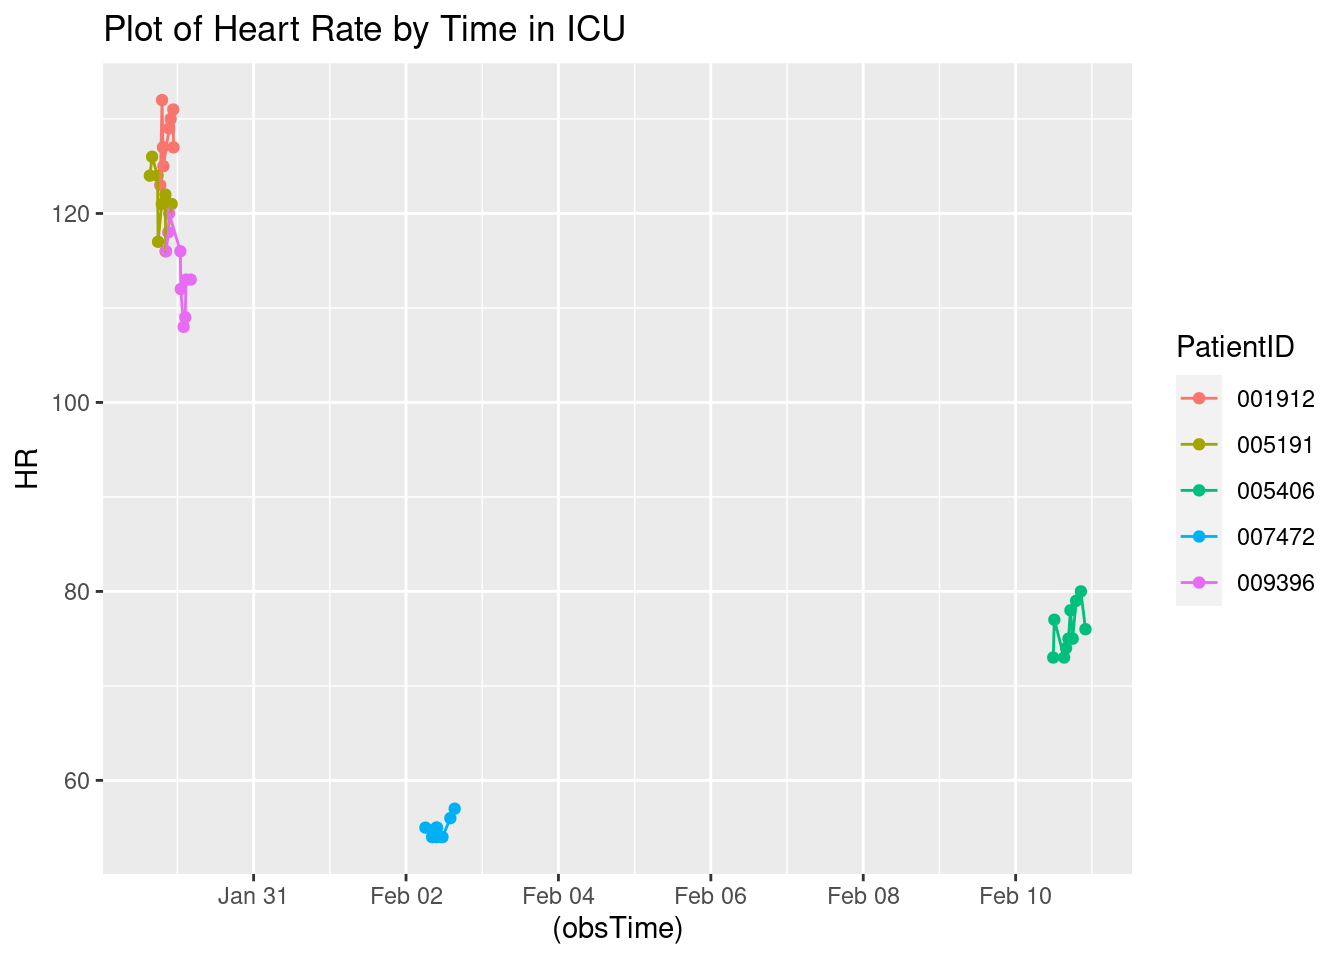 Plot of Heart Rate by Time in ICU
HR
120
100
80
60
Jan 31
Feb 02
Feb 04
Feb 06
Feb 08
Feb 10
(obsTime)
PatientID
001912
005191
005406
007472
009396